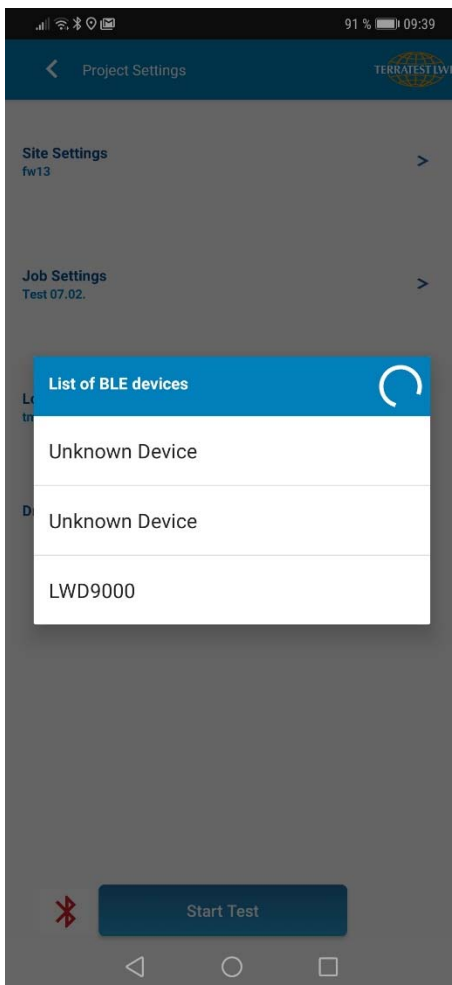 91 % 09:39
Project Settings
TERRATEST LW
Site Settings
fw13
Job Settings
Test 07.02.
List of BLE devices
Unknown Device
Unknown Device
LWD9000
Start Test